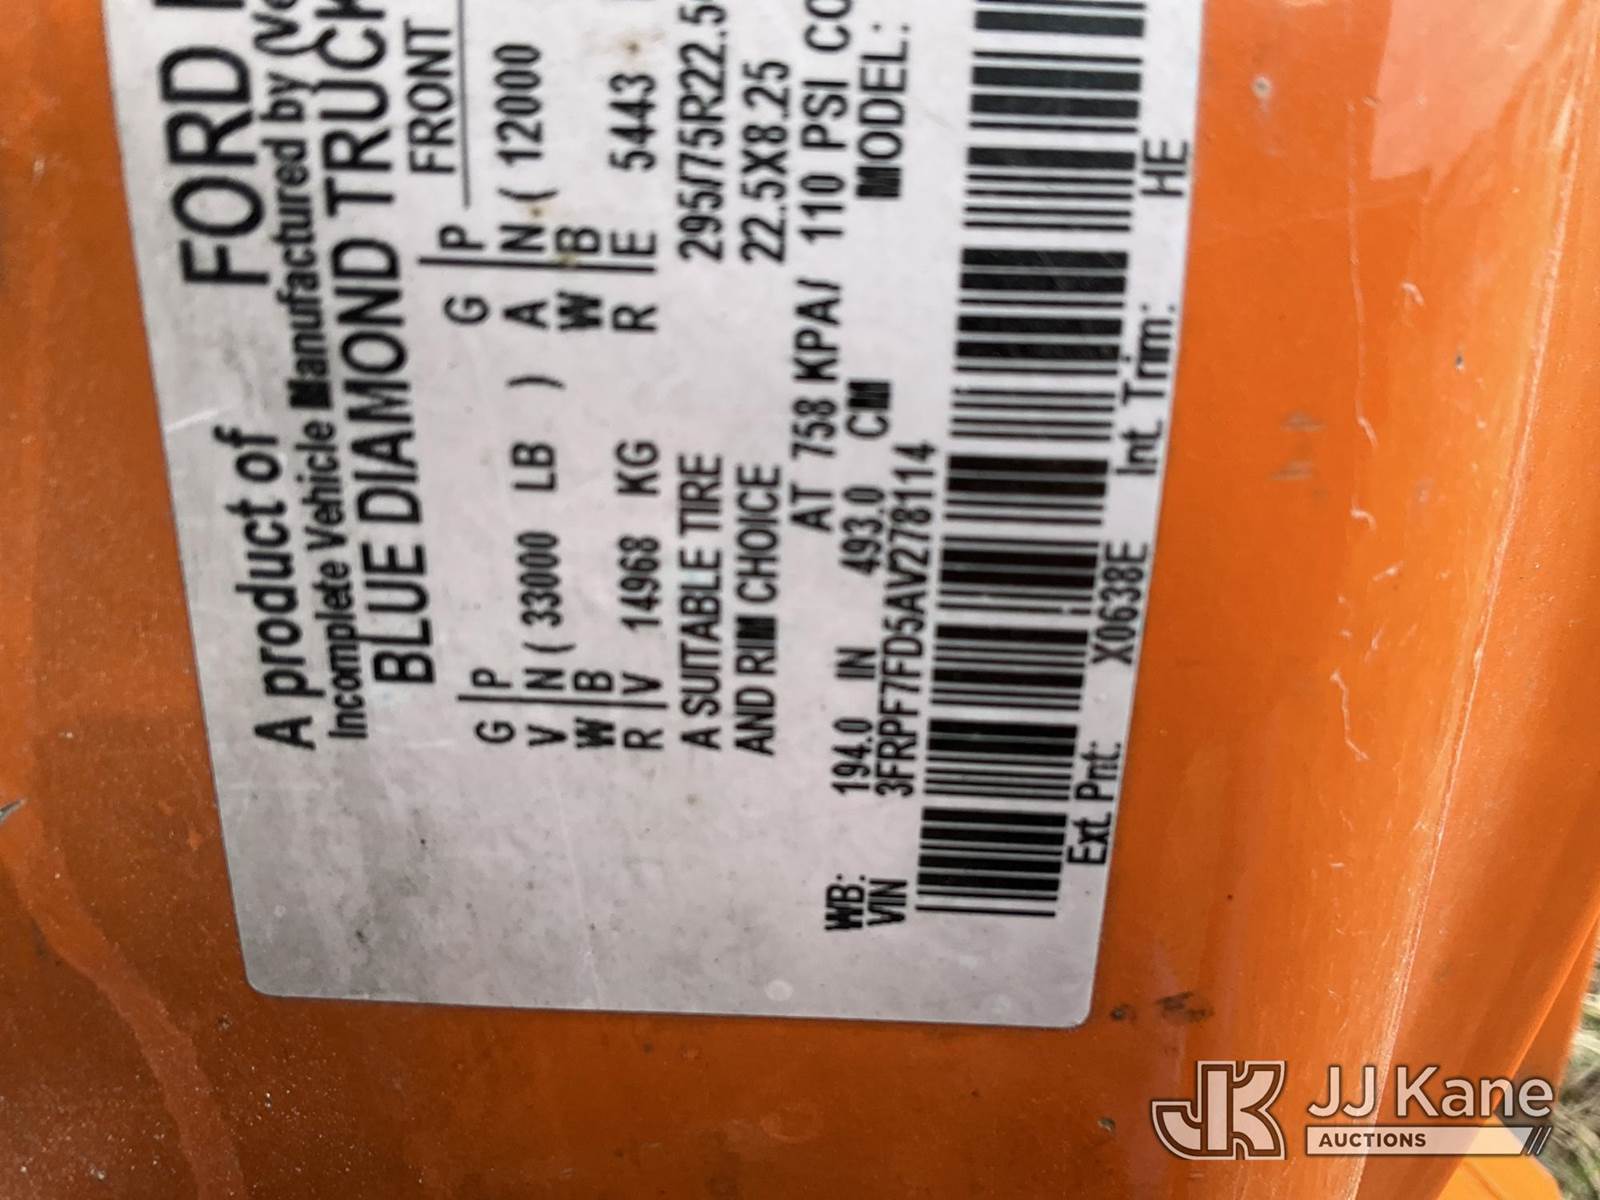 A product of FORD
Incomplete Vehicle Manufactured by
BLUE DIAMOND TRUCK
FRONT
G P G P
V N ( 33000 LB ) A N ( 12000
W B W B
R V 14968 KG R E 5443
A SUITABLE TIRE 295/75R22.5
AND RIM CHOICE 22.5X8.25
AT 758 KPA/ 110 PSI
WB: 194.0 IN 493.0 CM MODEL:
VIN 3FRPF7FD5AV278114
Ext. Pnt: X0638E Int. Trim: HE
JK JJ Kane
AUCTIONS